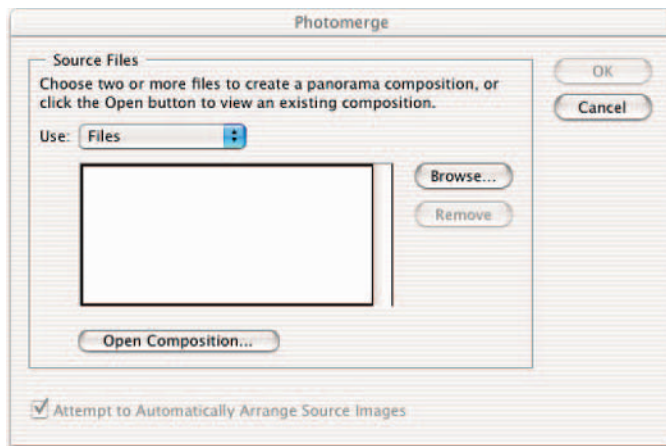 Photomerge
Source Files
Choose two or more files to create a panorama composition, or
click the Open button to view an existing composition.
Use: Files
Browse...
Remove
Open Composition...
Attempt to Automatically Arrange Source Images
OK
Cancel